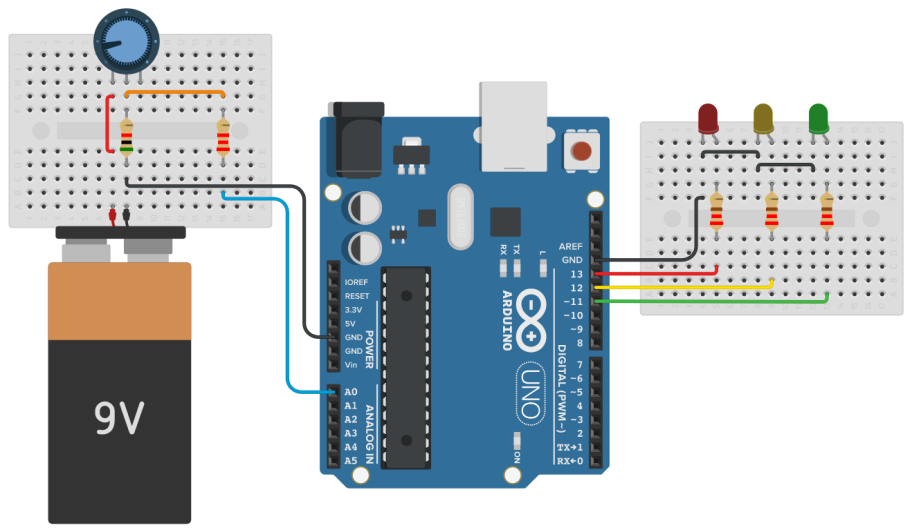 9V
IOREF
RESET
3.3V
5V
GND
GND
Vin
POWER
A0
A1
A2
A3
A4
A5
ANALOG IN
RX
TX
L
ARDUINO
UNO
ON
AREF
GND
13
12
~11
~10
~9
8
7
~6
~5
4
~3
2
TX→1
RX←0
DIGITAL (PWM~)